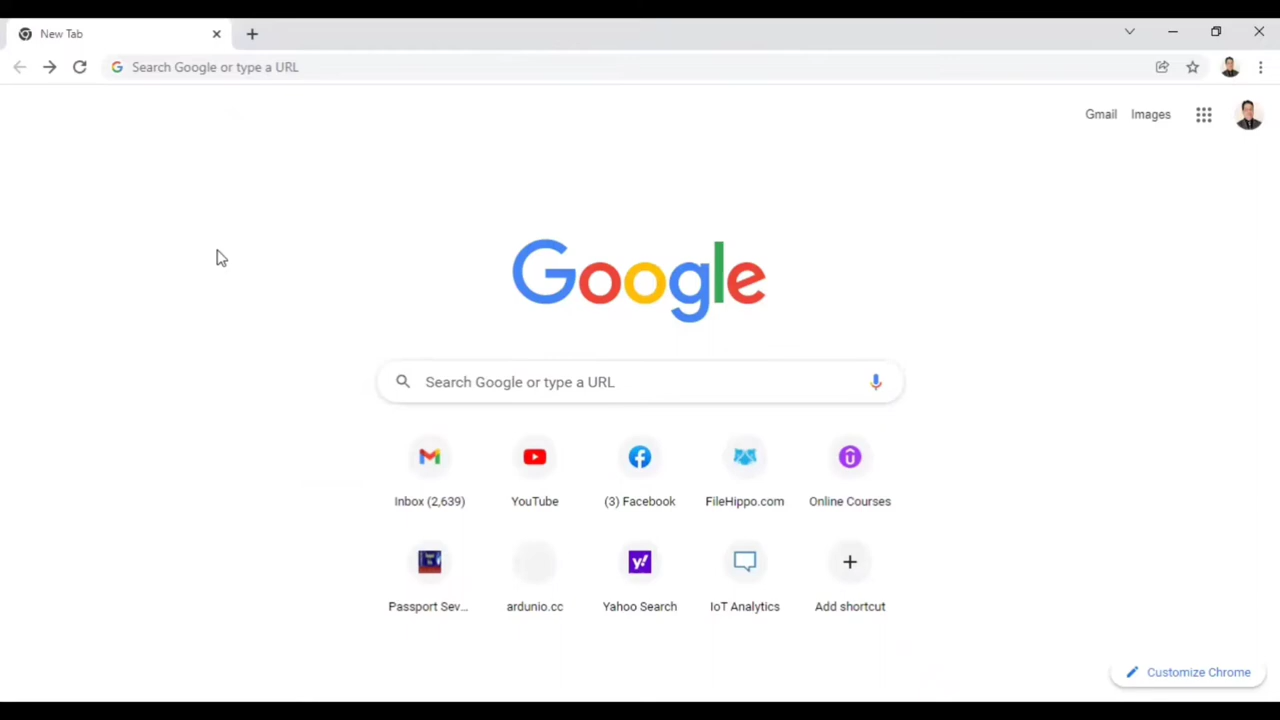 New Tab
Search Google or type a URL
Gmail Images
Google
Search Google or type a URL
Inbox (2,639) YouTube (3) Facebook FileHippo.com Online Courses
Passport Sev... ardunio.cc Yahoo Search IoT Analytics Add shortcut
Customize Chrome